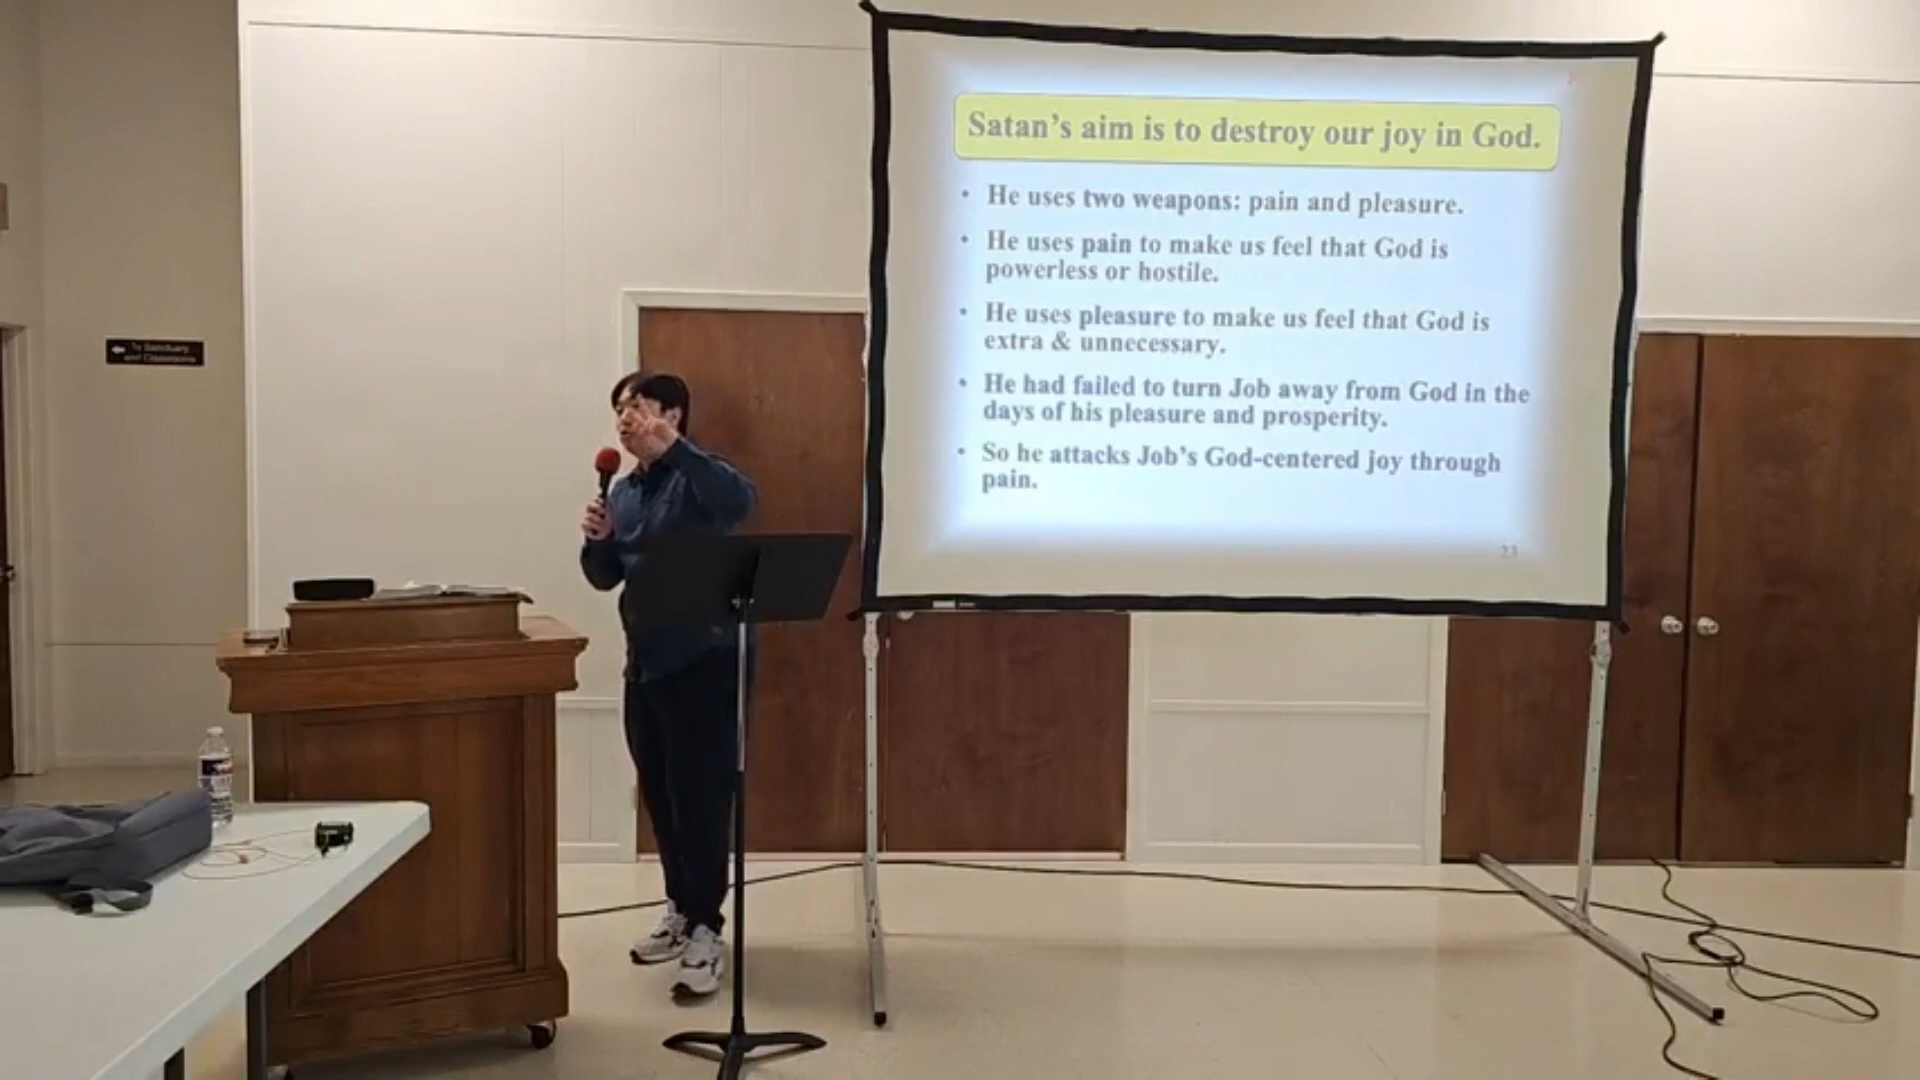 Satan's aim is to destroy our joy in God.
• He uses two weapons: pain and pleasure.
• He uses pain to make us feel that God is
powerless or hostile.
• He uses pleasure to make us feel that God is
extra & unnecessary.
• He had failed to turn Job away from God in the
days of his pleasure and prosperity.
• So he attacks Job's God-centered joy through
pain.
23
To Sanctuary
and Classrooms